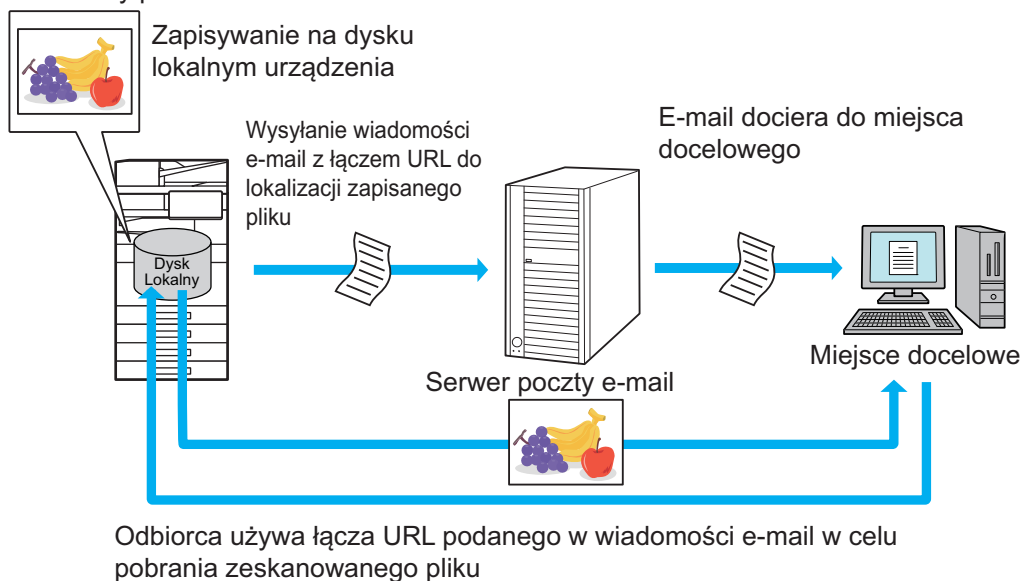 Zapisywanie na dysku
lokalnym urządzenia
Wysyłanie wiadomości
e-mail z łączem URL do
lokalizacji zapisanego
pliku
E-mail dociera do miejsca
docelowego
Dysk
Lokalny
Serwer poczty e-mail
Miejsce docelowe
Odbiorca używa łącza URL podanego w wiadomości e-mail w celu
pobrania zeskanowanego pliku